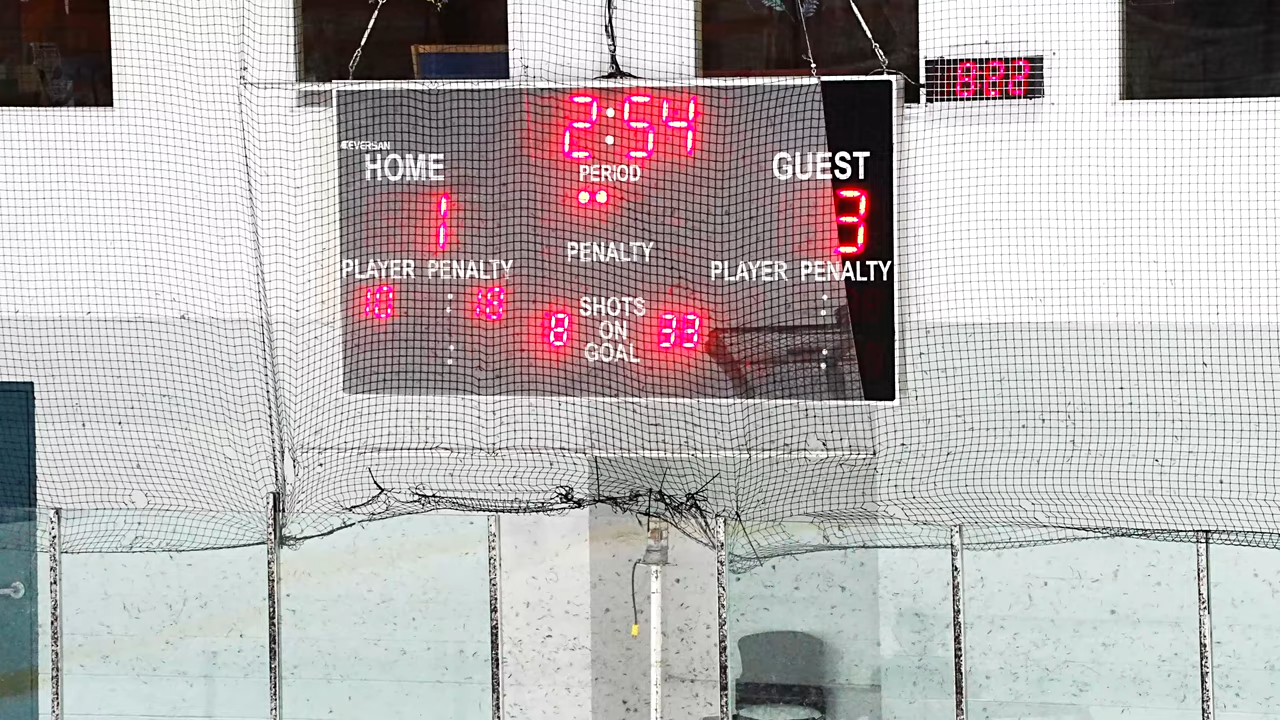 8:22
2:54
EVERSAN
HOME
PERIOD
GUEST
1
3
PENALTY
PLAYER PENALTY
PLAYER PENALTY
10 : 19
8
SHOTS
ON
GOAL
33